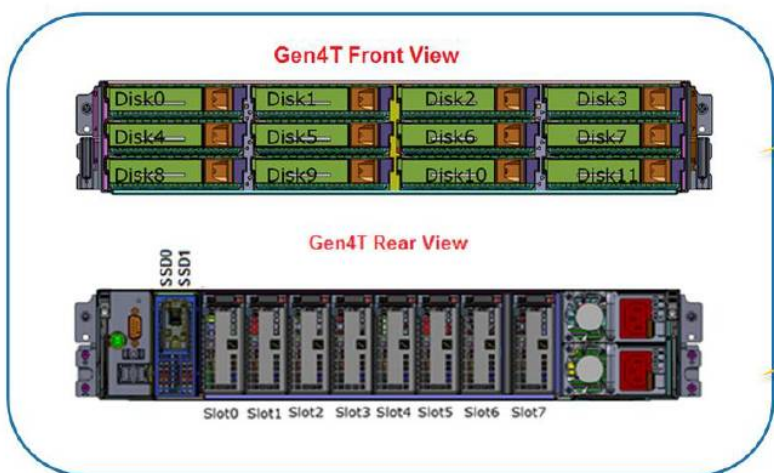 Gen4T Front View
Disk0 Disk1 Disk2 Disk3
Disk4 Disk5 Disk6 Disk7
Disk8 Disk9 Disk10 Disk11
Gen4T Rear View
SSD0
SSD1
Slot0 Slot1 Slot2 Slot3 Slot4 Slot5 Slot6 Slot7